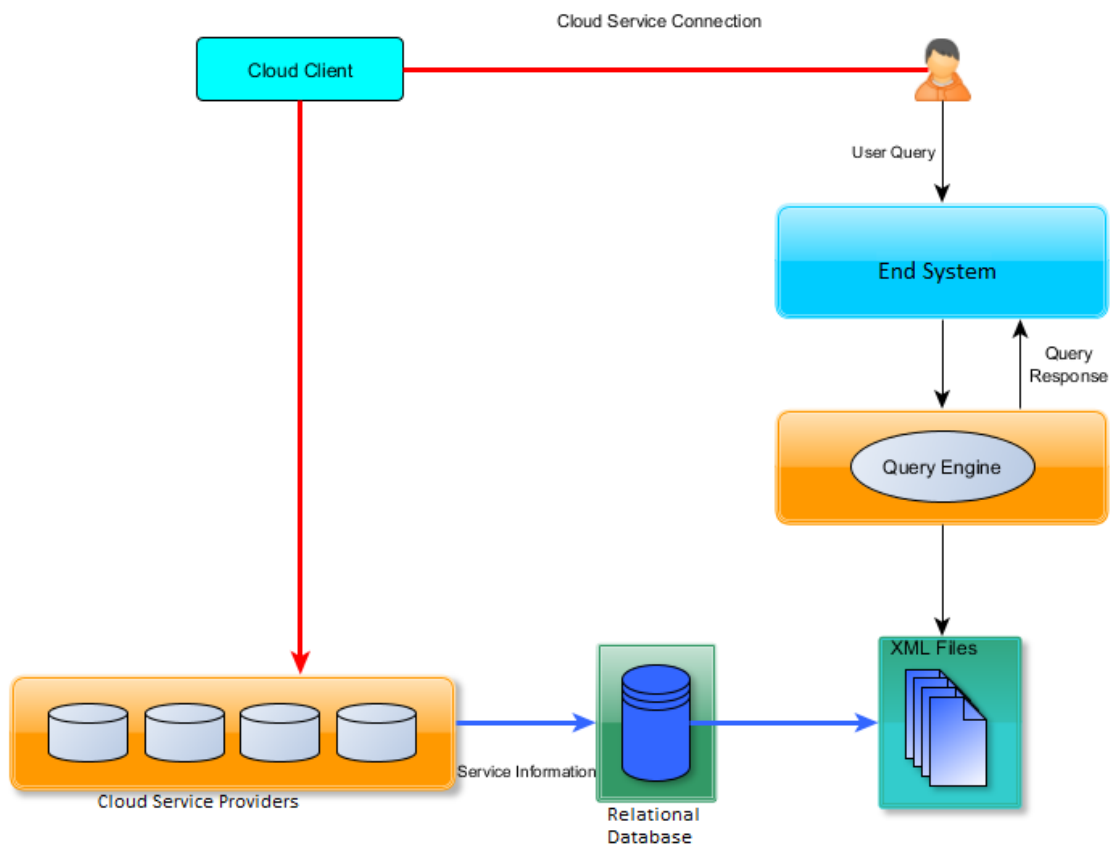 Cloud Service Connection
Cloud Client
User Query
End System
Query
Response
Query Engine
XML Files
Service Information
Cloud Service Providers
Relational
Database